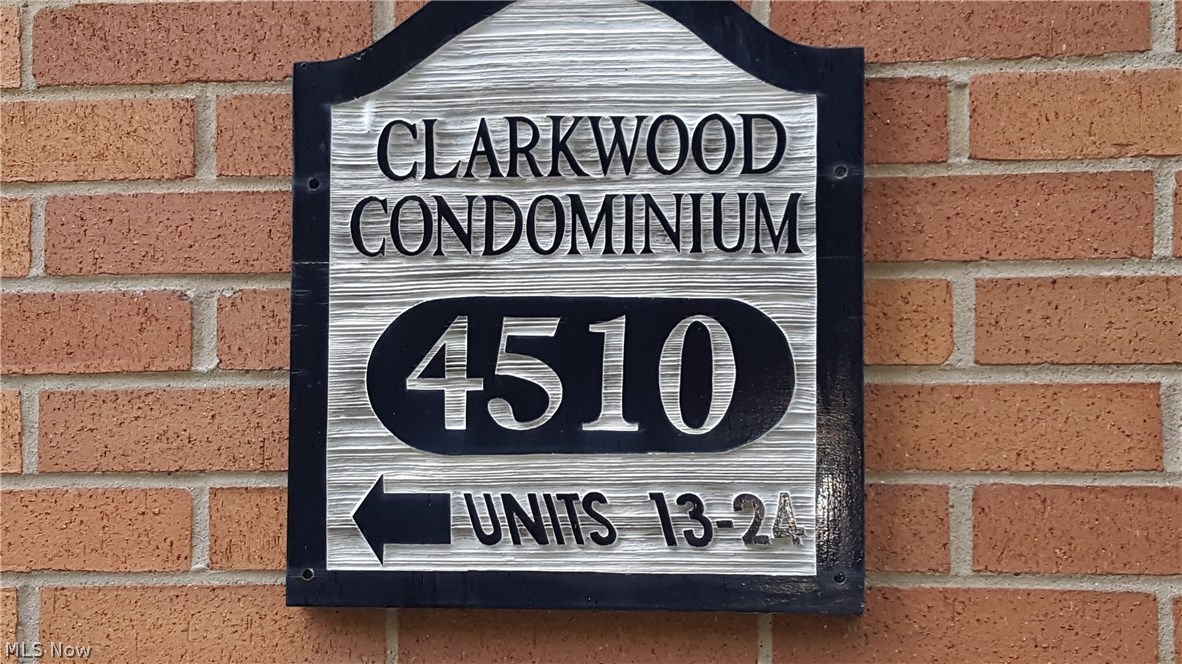 CLARKWOOD
CONDOMINIUM
4510
UNITS 13-24
MLS Now